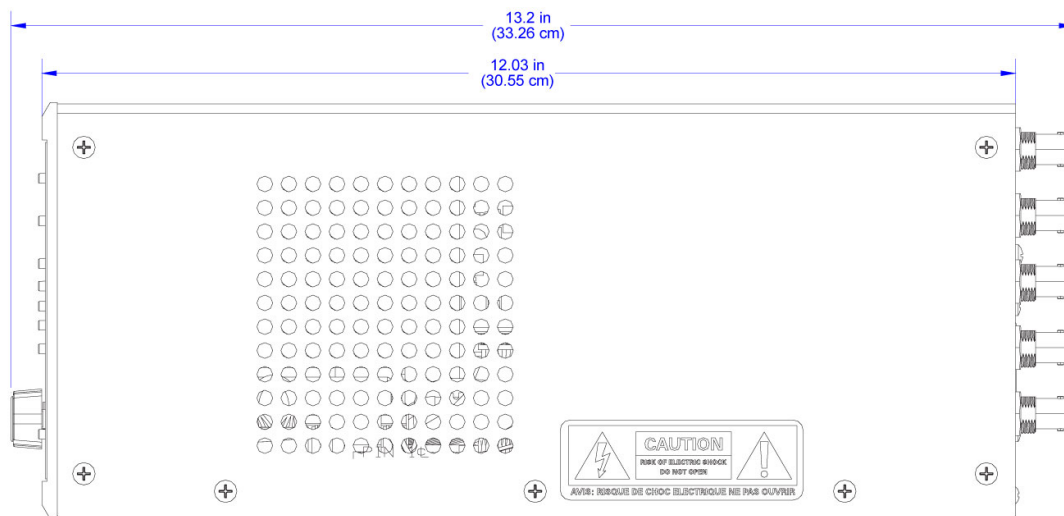 13.2 in
(33.26 cm)
12.03 in
(30.55 cm)
CAUTION
RISK OF ELECTRIC SHOCK
DO NOT OPEN
AVIS: RISQUE DE CHOC ELECTRIQUE NE PAS OUVRIR